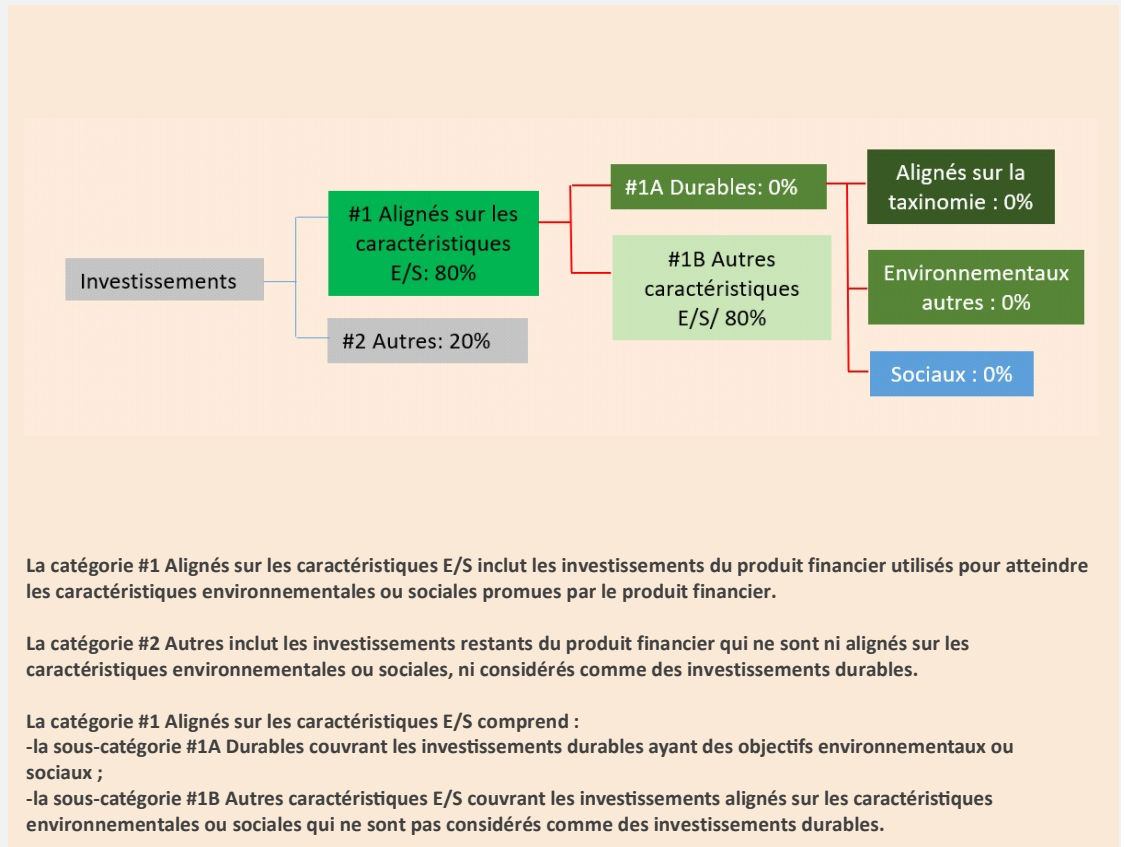 Investissements
#1 Alignés sur les
caractéristiques
E/S: 80%
#2 Autres: 20%
#1A Durables: 0%
#1B Autres
caractéristiques
E/S/ 80%
Alignés sur la
taxinomie : 0%
Environnementaux
autres : 0%
Sociaux : 0%
La catégorie #1 Alignés sur les caractéristiques E/S inclut les investissements du produit financier utilisés pour atteindre
les caractéristiques environnementales ou sociales promues par le produit financier.
La catégorie #2 Autres inclut les investissements restants du produit financier qui ne sont ni alignés sur les
caractéristiques environnementales ou sociales, ni considérés comme des investissements durables.
La catégorie #1 Alignés sur les caractéristiques E/S comprend :
-la sous-catégorie #1A Durables couvrant les investissements durables ayant des objectifs environnementaux ou
sociaux ;
-la sous-catégorie #1B Autres caractéristiques E/S couvrant les investissements alignés sur les caractéristiques
environnementales ou sociales qui ne sont pas considérés comme des investissements durables.